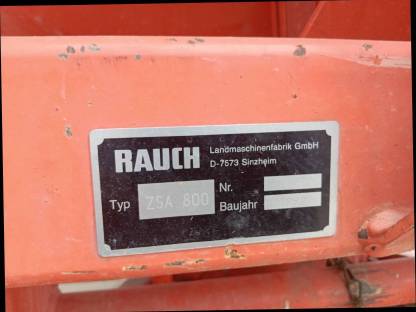 RAUCH
Landmaschinenfabrik GmbH
D-7573 Sinzheim
Typ ZSA 800
Nr.
Baujahr